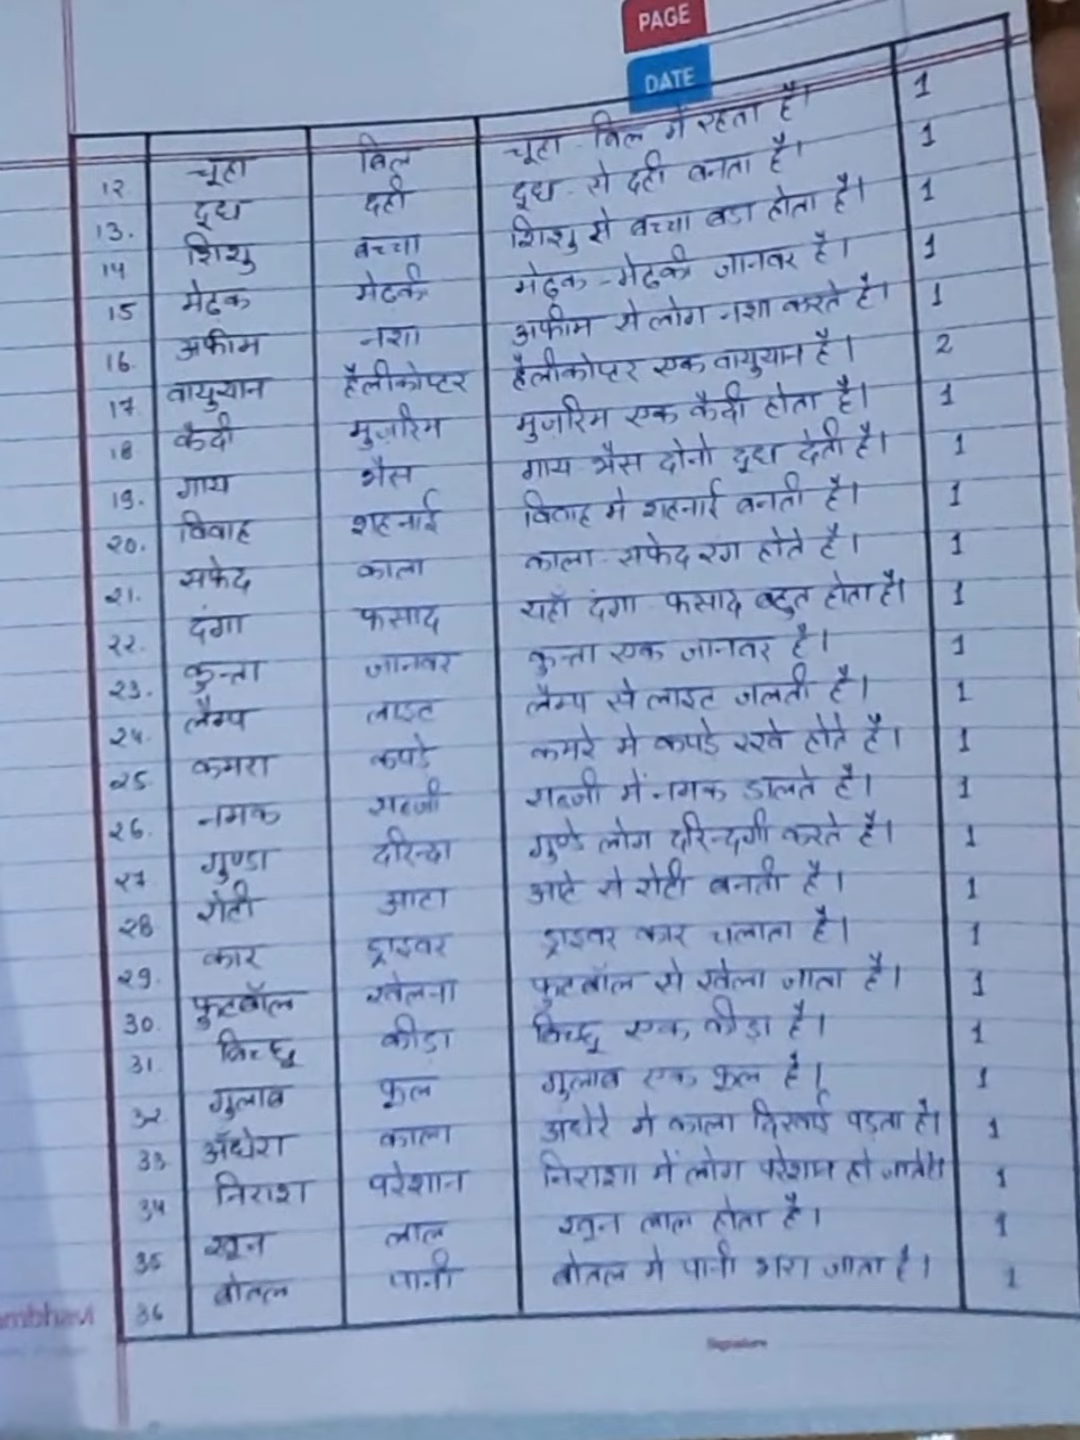 PAGE
DATE
12. चूहा बिल चूहा - बिल में रहता है। 1
13. दूध दही दूध - से दही बनता है। 1
14 शिशु बच्चा शिशु से बच्चा बडा होता है। 1
15 मेढ़क मेढकी मेढ़क - मेढ़की जानवर है। 1
16. अफीम नशा अफीम से लोग नशा करते है। 1
17. वायुयान हैलीकोप्टर हैलीकोप्टर एक वायुयान है। 2
18 कैदी मुजरिम मुजरिम एक कैदी होता है। 1
19. गाय भैस गाय - भैस दोनो दूध देती है। 1
20. विवाह शहनाई विवाह मे शहनाई बनती है। 1
21. सफेद काला काला - सफेद रंग होते है। 1
22. दंगा फसाद यहाँ दंगा - फसाद बहुत होता है। 1
23. कुत्ता जानवर कुत्ता एक जानवर है। 1
24. लैम्प लाइट लैम्प से लाइट जलती है। 1
25 कमरा कपडे कमरे मे कपडे रखे होते है। 1
26. नमक सब्जी सब्जी में नमक डालते है। 1
27 गुण्डा दरिन्दा गुण्डे लोग दरिन्दगी करते है। 1
28 रोटी आटा आटे से रोटी बनती है। 1
29. कार ड्राइवर ड्राइवर कार चलाता है। 1
30. फुटबॉल खेलना फुटबॉल से खेला जाता है। 1
31. बिच्छू कीड़ा बिच्छू एक कीड़ा है। 1
32. गुलाब फूल गुलाब एक फूल है। 1
33 अँधेरा काला अंधेरे मे काला दिखाई पड़ता है। 1
34 निराश परेशान निराशा में लोग परेशान हो जाते है। 1
35 खून लाल खून लाल होता है। 1
36 बोतल पानी बोतल मे पानी भरा जाता है। 1
Signature